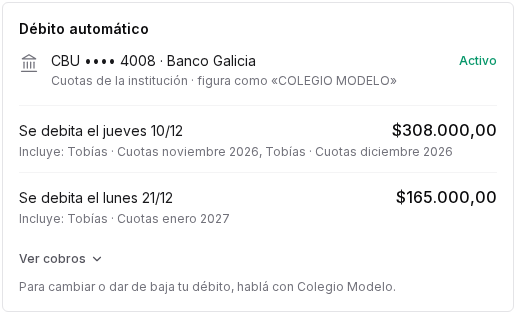 Débito automático
CBU •••• 4008 · Banco Galicia
Activo
Cuotas de la institución · figura como «COLEGIO MODELO»
Se debita el jueves 10/12
$308.000,00
Incluye: Tobías · Cuotas noviembre 2026, Tobías · Cuotas diciembre 2026
Se debita el lunes 21/12
$165.000,00
Incluye: Tobías · Cuotas enero 2027
Ver cobros
Para cambiar o dar de baja tu débito, hablá con Colegio Modelo.